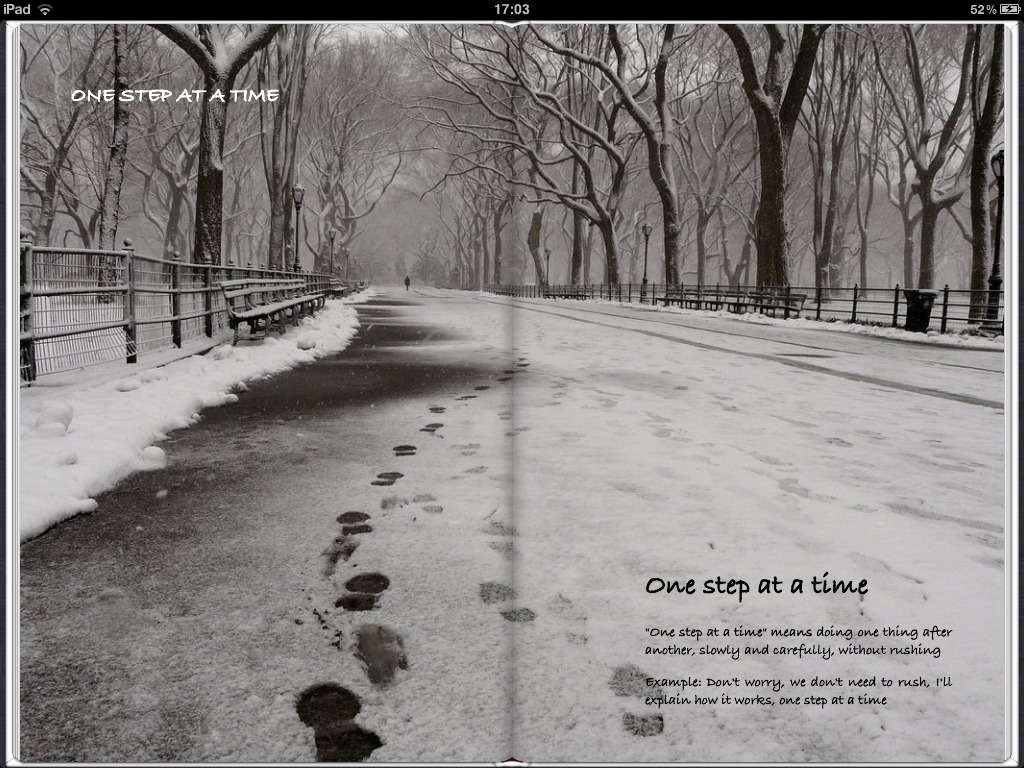 iPad 17:03 52%
ONE STEP AT A TIME
One step at a time
"One step at a time" means doing one thing after
another, slowly and carefully, without rushing
Example: Don't worry, we don't need to rush, I'll
explain how it works, one step at a time